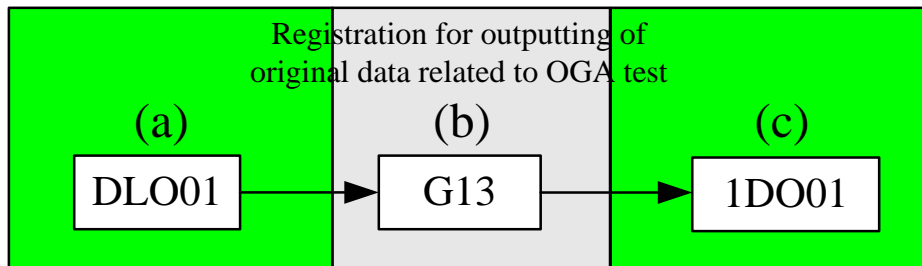 Registration for outputting of
original data related to OGA test
(a)
(b)
(c)
DLO01
G13
1DO01